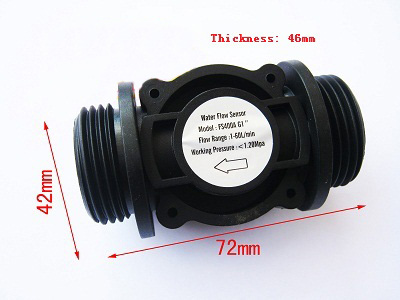 Thickness: 46mm
Water Flow Sensor
Model : FS400A G1"
Flow Range :1-60L/min
Working Pressure :＜1.20Mpa
42mm
72mm